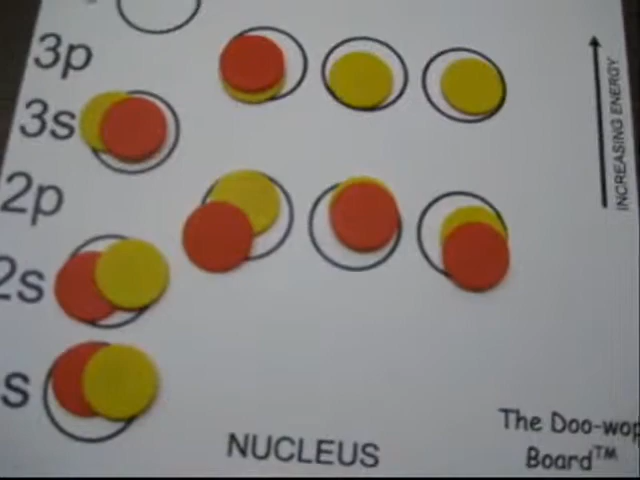 3p
3s
2p
2s
s
INCREASING ENERGY
NUCLEUS
The Doo-wop
Board™